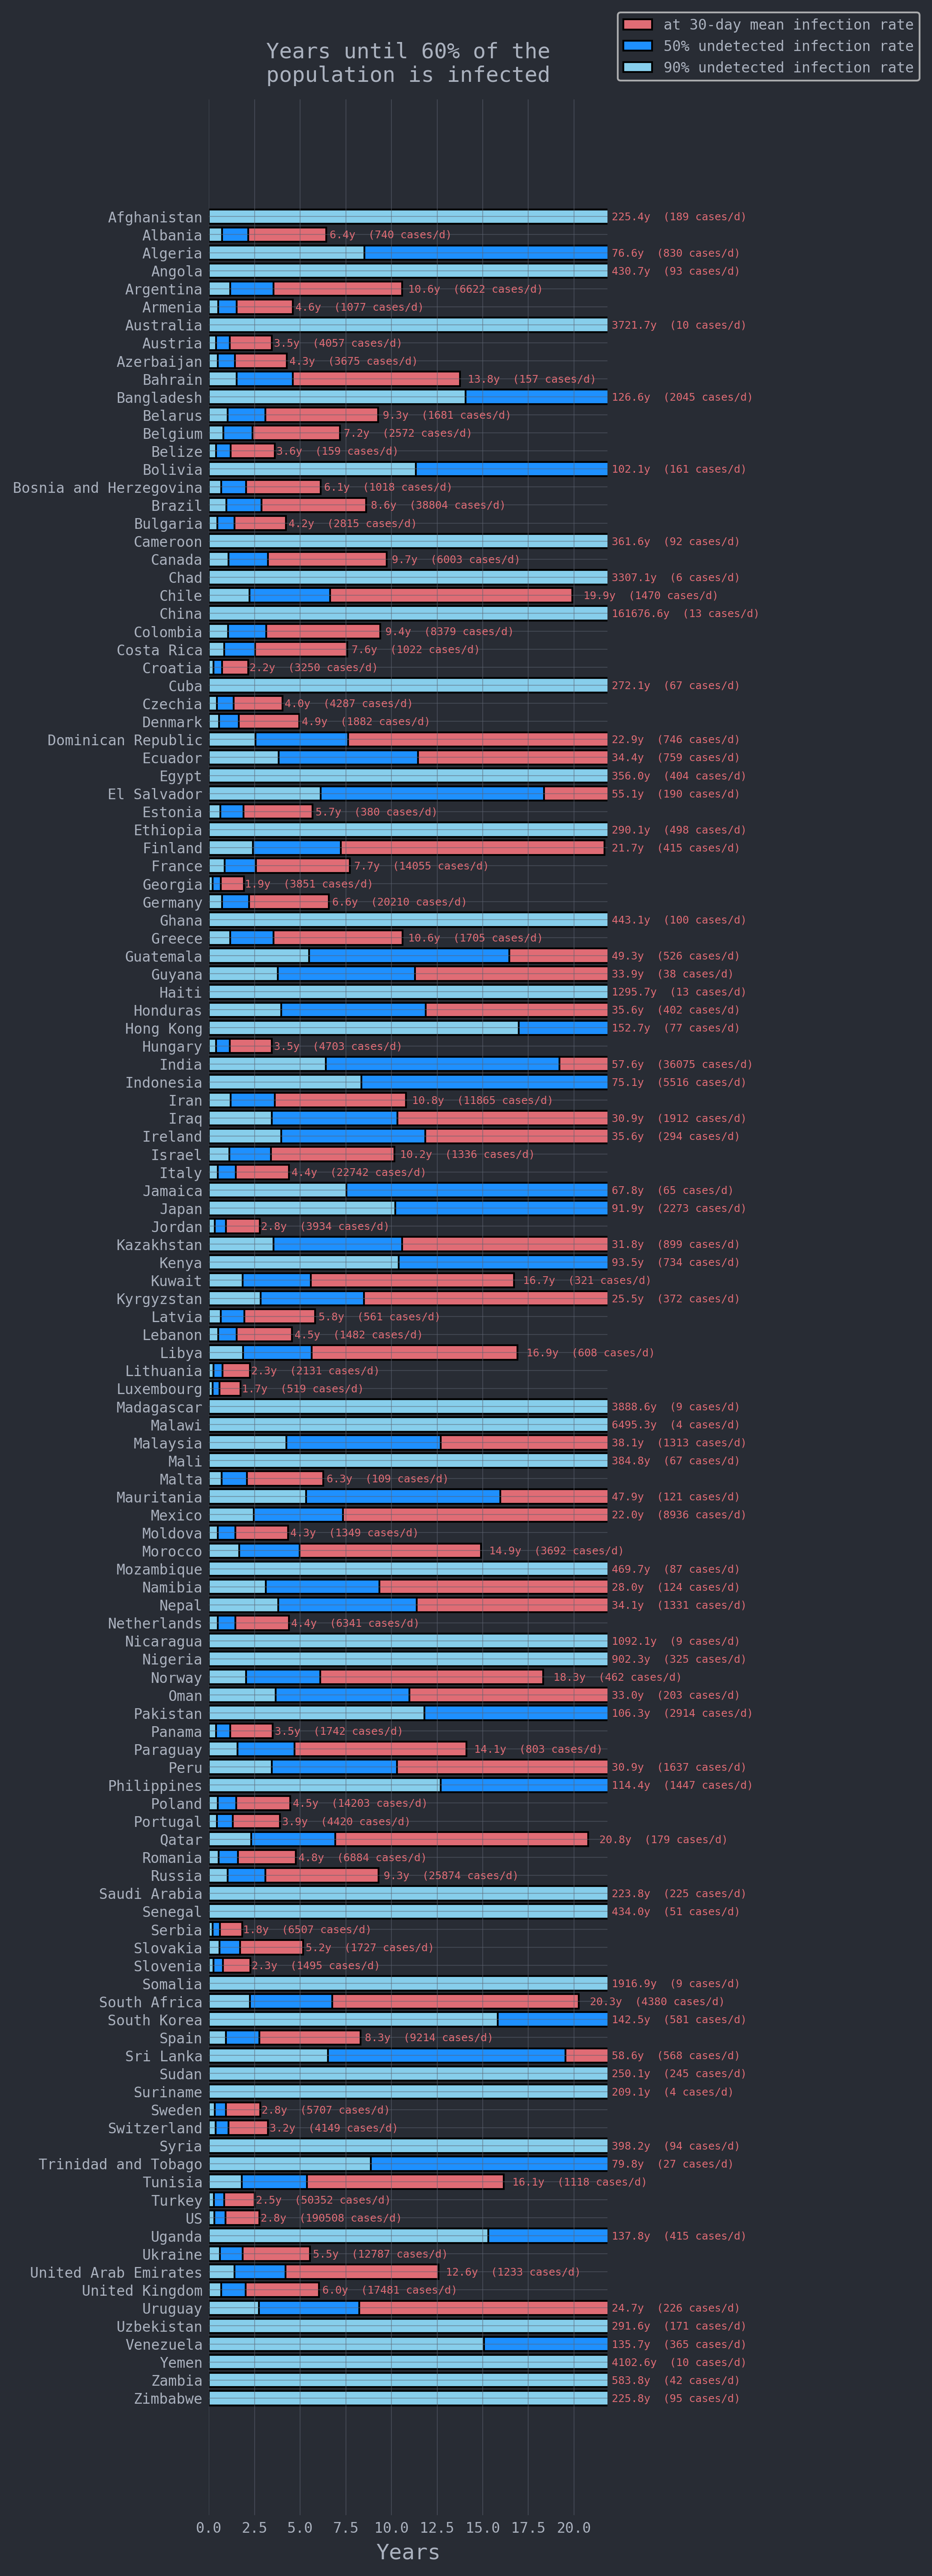 at 30-day mean infection rate
50% undetected infection rate
90% undetected infection rate
Years until 60% of the
population is infected
Afghanistan 225.4y (189 cases/d)
Albania 6.4y (740 cases/d)
Algeria 76.6y (830 cases/d)
Angola 430.7y (93 cases/d)
Argentina 10.6y (6622 cases/d)
Armenia 4.6y (1077 cases/d)
Australia 3721.7y (10 cases/d)
Austria 3.5y (4057 cases/d)
Azerbaijan 4.3y (3675 cases/d)
Bahrain 13.8y (157 cases/d)
Bangladesh 126.6y (2045 cases/d)
Belarus 9.3y (1681 cases/d)
Belgium 7.2y (2572 cases/d)
Belize 3.6y (159 cases/d)
Bolivia 102.1y (161 cases/d)
Bosnia and Herzegovina 6.1y (1018 cases/d)
Brazil 8.6y (38804 cases/d)
Bulgaria 4.2y (2815 cases/d)
Cameroon 361.6y (92 cases/d)
Canada 9.7y (6003 cases/d)
Chad 3307.1y (6 cases/d)
Chile 19.9y (1470 cases/d)
China 161676.6y (13 cases/d)
Colombia 9.4y (8379 cases/d)
Costa Rica 7.6y (1022 cases/d)
Croatia 2.2y (3250 cases/d)
Cuba 272.1y (67 cases/d)
Czechia 4.0y (4287 cases/d)
Denmark 4.9y (1882 cases/d)
Dominican Republic 22.9y (746 cases/d)
Ecuador 34.4y (759 cases/d)
Egypt 356.0y (404 cases/d)
El Salvador 55.1y (190 cases/d)
Estonia 5.7y (380 cases/d)
Ethiopia 290.1y (498 cases/d)
Finland 21.7y (415 cases/d)
France 7.7y (14055 cases/d)
Georgia 1.9y (3851 cases/d)
Germany 6.6y (20210 cases/d)
Ghana 443.1y (100 cases/d)
Greece 10.6y (1705 cases/d)
Guatemala 49.3y (526 cases/d)
Guyana 33.9y (38 cases/d)
Haiti 1295.7y (13 cases/d)
Honduras 35.6y (402 cases/d)
Hong Kong 152.7y (77 cases/d)
Hungary 3.5y (4703 cases/d)
India 57.6y (36075 cases/d)
Indonesia 75.1y (5516 cases/d)
Iran 10.8y (11865 cases/d)
Iraq 30.9y (1912 cases/d)
Ireland 35.6y (294 cases/d)
Israel 10.2y (1336 cases/d)
Italy 4.4y (22742 cases/d)
Jamaica 67.8y (65 cases/d)
Japan 91.9y (2273 cases/d)
Jordan 2.8y (3934 cases/d)
Kazakhstan 31.8y (899 cases/d)
Kenya 93.5y (734 cases/d)
Kuwait 16.7y (321 cases/d)
Kyrgyzstan 25.5y (372 cases/d)
Latvia 5.8y (561 cases/d)
Lebanon 4.5y (1482 cases/d)
Libya 16.9y (608 cases/d)
Lithuania 2.3y (2131 cases/d)
Luxembourg 1.7y (519 cases/d)
Madagascar 3888.6y (9 cases/d)
Malawi 6495.3y (4 cases/d)
Malaysia 38.1y (1313 cases/d)
Mali 384.8y (67 cases/d)
Malta 6.3y (109 cases/d)
Mauritania 47.9y (121 cases/d)
Mexico 22.0y (8936 cases/d)
Moldova 4.3y (1349 cases/d)
Morocco 14.9y (3692 cases/d)
Mozambique 469.7y (87 cases/d)
Namibia 28.0y (124 cases/d)
Nepal 34.1y (1331 cases/d)
Netherlands 4.4y (6341 cases/d)
Nicaragua 1092.1y (9 cases/d)
Nigeria 902.3y (325 cases/d)
Norway 18.3y (462 cases/d)
Oman 33.0y (203 cases/d)
Pakistan 106.3y (2914 cases/d)
Panama 3.5y (1742 cases/d)
Paraguay 14.1y (803 cases/d)
Peru 30.9y (1637 cases/d)
Philippines 114.4y (1447 cases/d)
Poland 4.5y (14203 cases/d)
Portugal 3.9y (4420 cases/d)
Qatar 20.8y (179 cases/d)
Romania 4.8y (6884 cases/d)
Russia 9.3y (25874 cases/d)
Saudi Arabia 223.8y (225 cases/d)
Senegal 434.0y (51 cases/d)
Serbia 1.8y (6507 cases/d)
Slovakia 5.2y (1727 cases/d)
Slovenia 2.3y (1495 cases/d)
Somalia 1916.9y (9 cases/d)
South Africa 20.3y (4380 cases/d)
South Korea 142.5y (581 cases/d)
Spain 8.3y (9214 cases/d)
Sri Lanka 58.6y (568 cases/d)
Sudan 250.1y (245 cases/d)
Suriname 209.1y (4 cases/d)
Sweden 2.8y (5707 cases/d)
Switzerland 3.2y (4149 cases/d)
Syria 398.2y (94 cases/d)
Trinidad and Tobago 79.8y (27 cases/d)
Tunisia 16.1y (1118 cases/d)
Turkey 2.5y (50352 cases/d)
US 2.8y (190508 cases/d)
Uganda 137.8y (415 cases/d)
Ukraine 5.5y (12787 cases/d)
United Arab Emirates 12.6y (1233 cases/d)
United Kingdom 6.0y (17481 cases/d)
Uruguay 24.7y (226 cases/d)
Uzbekistan 291.6y (171 cases/d)
Venezuela 135.7y (365 cases/d)
Yemen 4102.6y (10 cases/d)
Zambia 583.8y (42 cases/d)
Zimbabwe 225.8y (95 cases/d)
0.0 2.5 5.0 7.5 10.0 12.5 15.0 17.5 20.0
Years